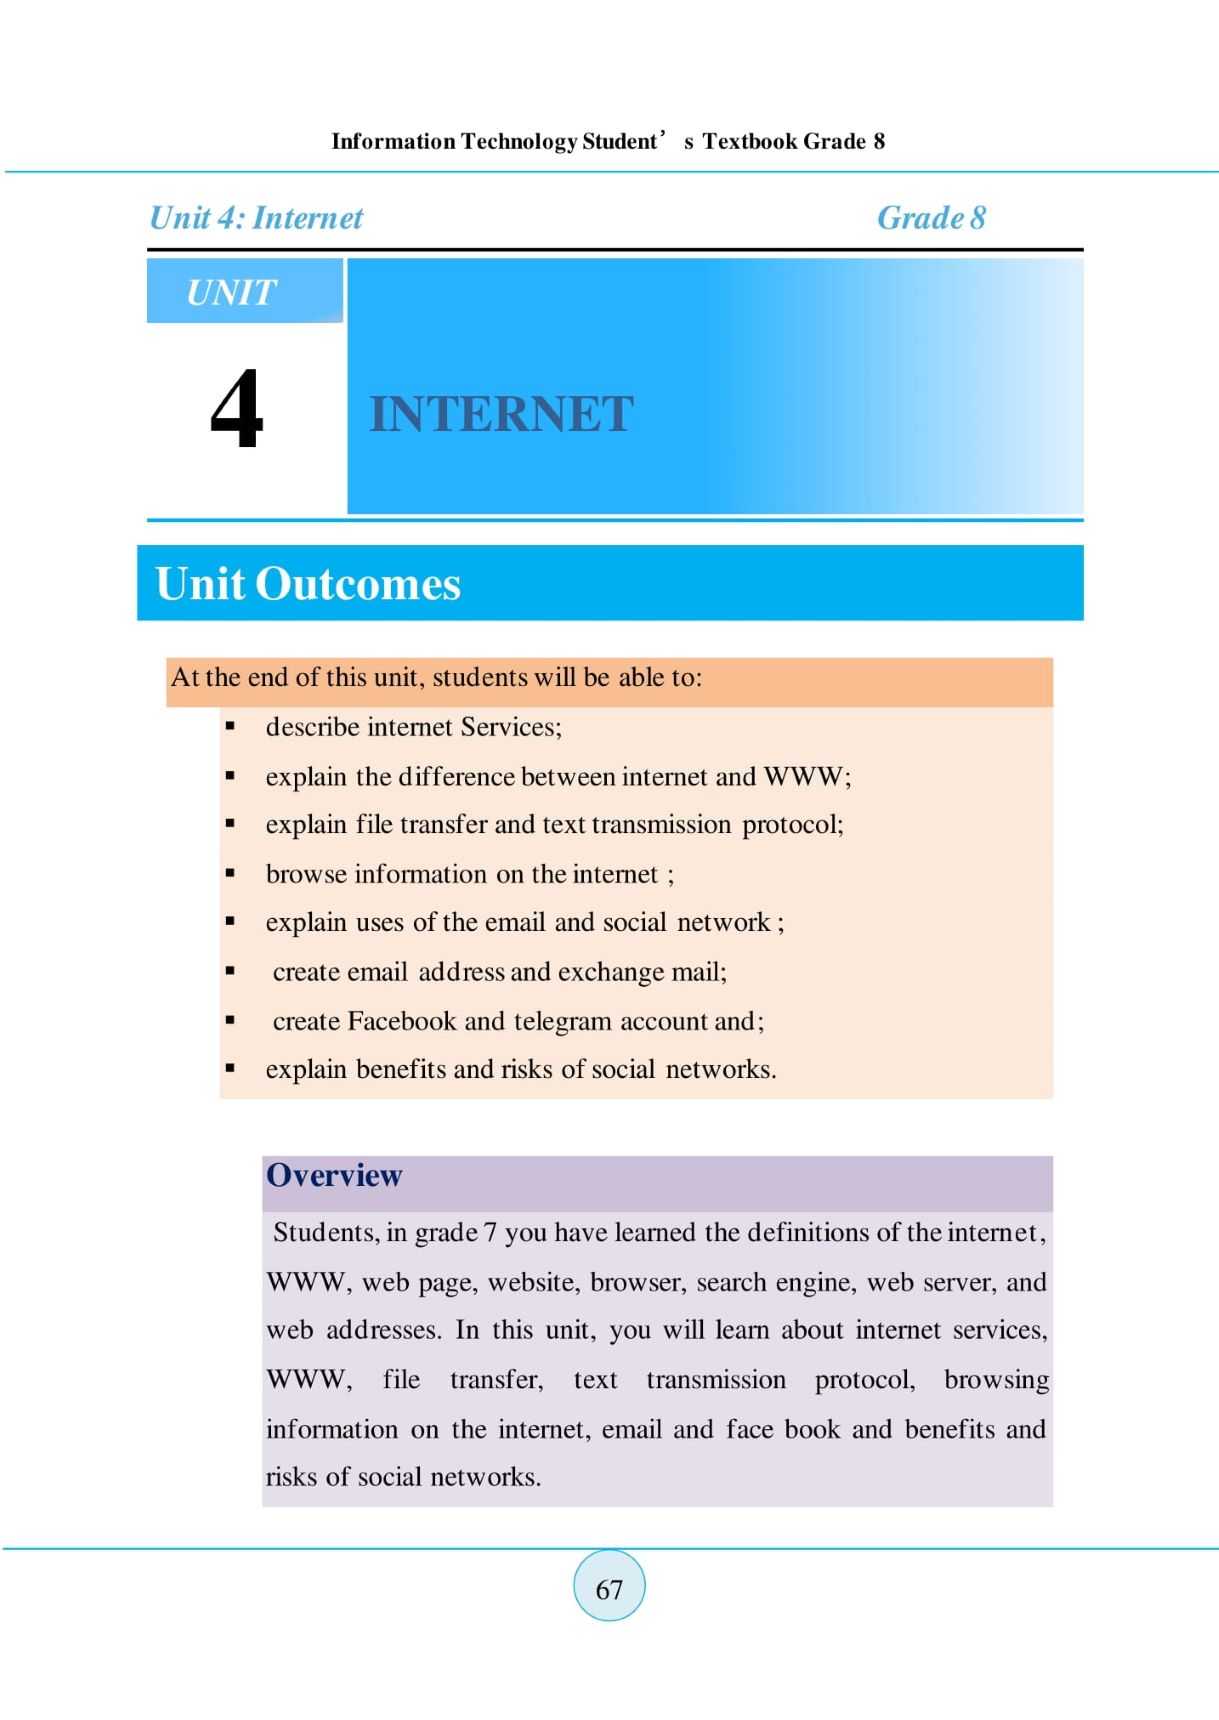 Information Technology Student’s Textbook Grade 8
Unit 4: Internet Grade 8
UNIT
4
INTERNET
Unit Outcomes
At the end of this unit, students will be able to:
▪ describe internet Services;
▪ explain the difference between internet and WWW;
▪ explain file transfer and text transmission protocol;
▪ browse information on the internet ;
▪ explain uses of the email and social network ;
▪ create email address and exchange mail;
▪ create Facebook and telegram account and;
▪ explain benefits and risks of social networks.
Overview
Students, in grade 7 you have learned the definitions of the internet,
WWW, web page, website, browser, search engine, web server, and
web addresses. In this unit, you will learn about internet services,
WWW, file transfer, text transmission protocol, browsing
information on the internet, email and face book and benefits and
risks of social networks.
67